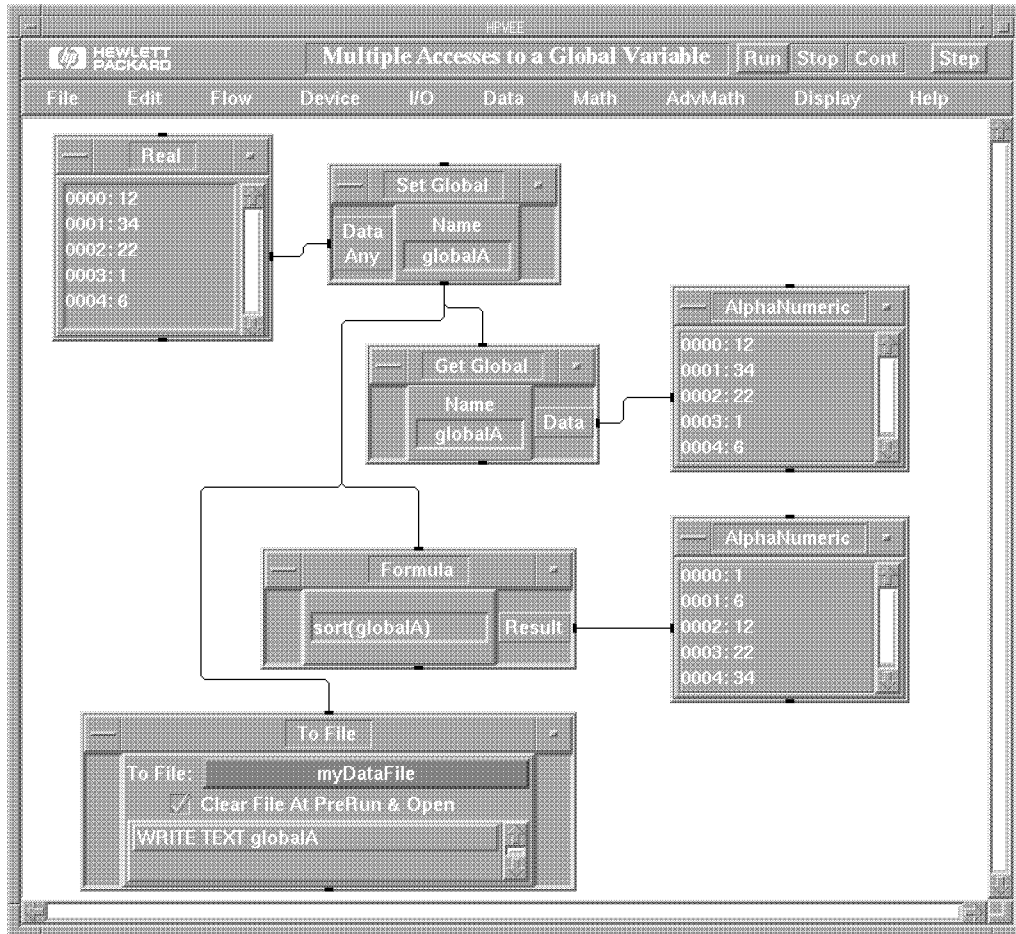 HPVEE
hp HEWLETT PACKARD
Multiple Accesses to a Global Variable
Run Stop Cont Step
File Edit Flow Device I/O Data Math AdvMath Display Help
Real
0000: 12
0001: 34
0002: 22
0003: 1
0004: 6
Set Global
Data Any
Name
globalA
Get Global
Name
globalA
Data
AlphaNumeric
0000: 12
0001: 34
0002: 22
0003: 1
0004: 6
Formula
sort(globalA)
Result
AlphaNumeric
0000: 1
0001: 6
0002: 12
0003: 22
0004: 34
To File
To File: myDataFile
Clear File At PreRun & Open
WRITE TEXT globalA